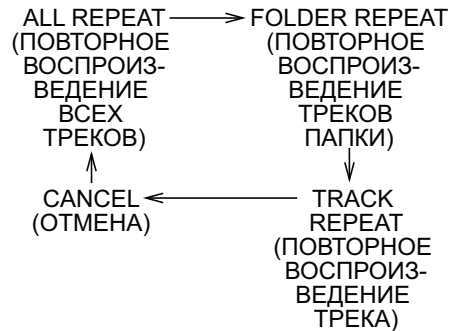 ALL REPEAT
(ПОВТОРНОЕ
ВОСПРОИЗ-
ВЕДЕНИЕ
ВСЕХ
ТРЕКОВ)
FOLDER REPEAT
(ПОВТОРНОЕ
ВОСПРОИЗ-
ВЕДЕНИЕ
ТРЕКОВ
ПАПКИ)
TRACK
REPEAT
(ПОВТОРНОЕ
ВОСПРОИЗ-
ВЕДЕНИЕ
ТРЕКА)
CANCEL
(ОТМЕНА)